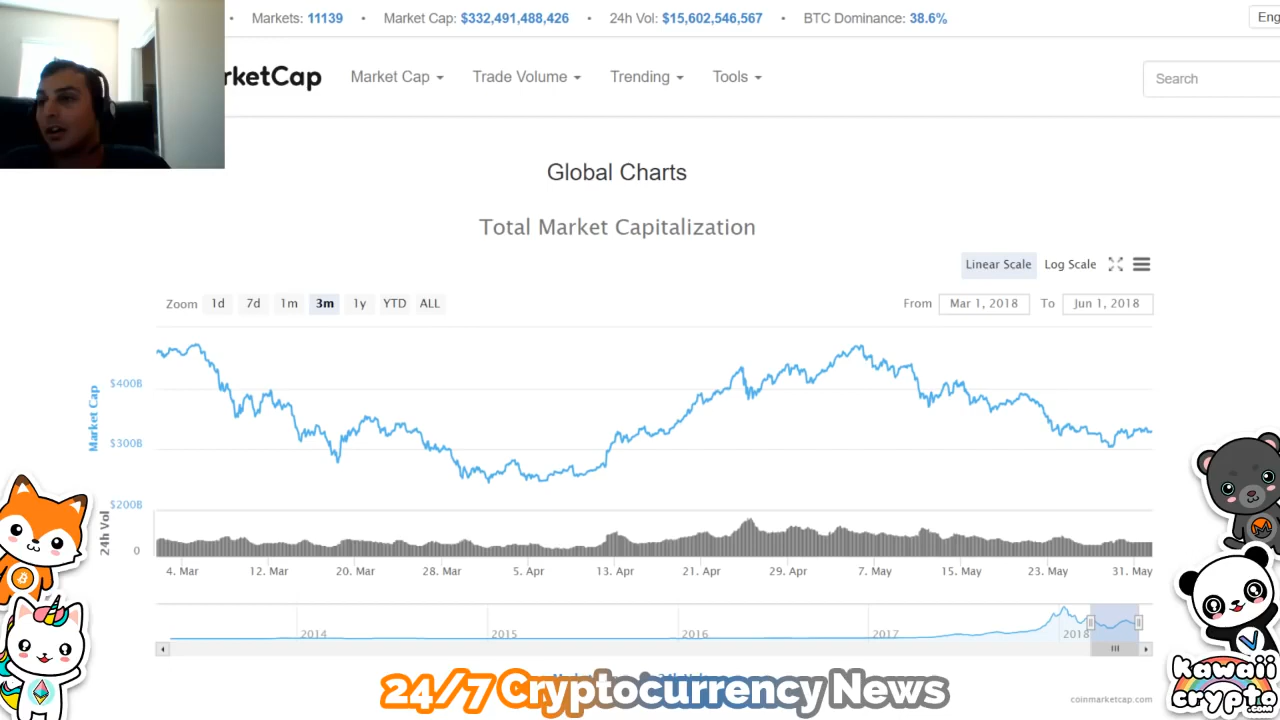 • Markets: 11139 • Market Cap: $332,491,488,426 • 24h Vol: $15,602,546,567 • BTC Dominance: 38.6% Eng
rketCap Market Cap Trade Volume Trending Tools Search
Global Charts
Total Market Capitalization
Linear Scale Log Scale
Zoom 1d 7d 1m 3m 1y YTD ALL From Mar 1, 2018 To Jun 1, 2018
Market Cap
$400B
$300B
$200B
24h Vol
0
4. Mar 12. Mar 20. Mar 28. Mar 5. Apr 13. Apr 21. Apr 29. Apr 7. May 15. May 23. May 31. May
2014 2015 2016 2017 2018
24/7 Cryptocurrency News
coinmarketcap.com
kawaii
crypto
.com